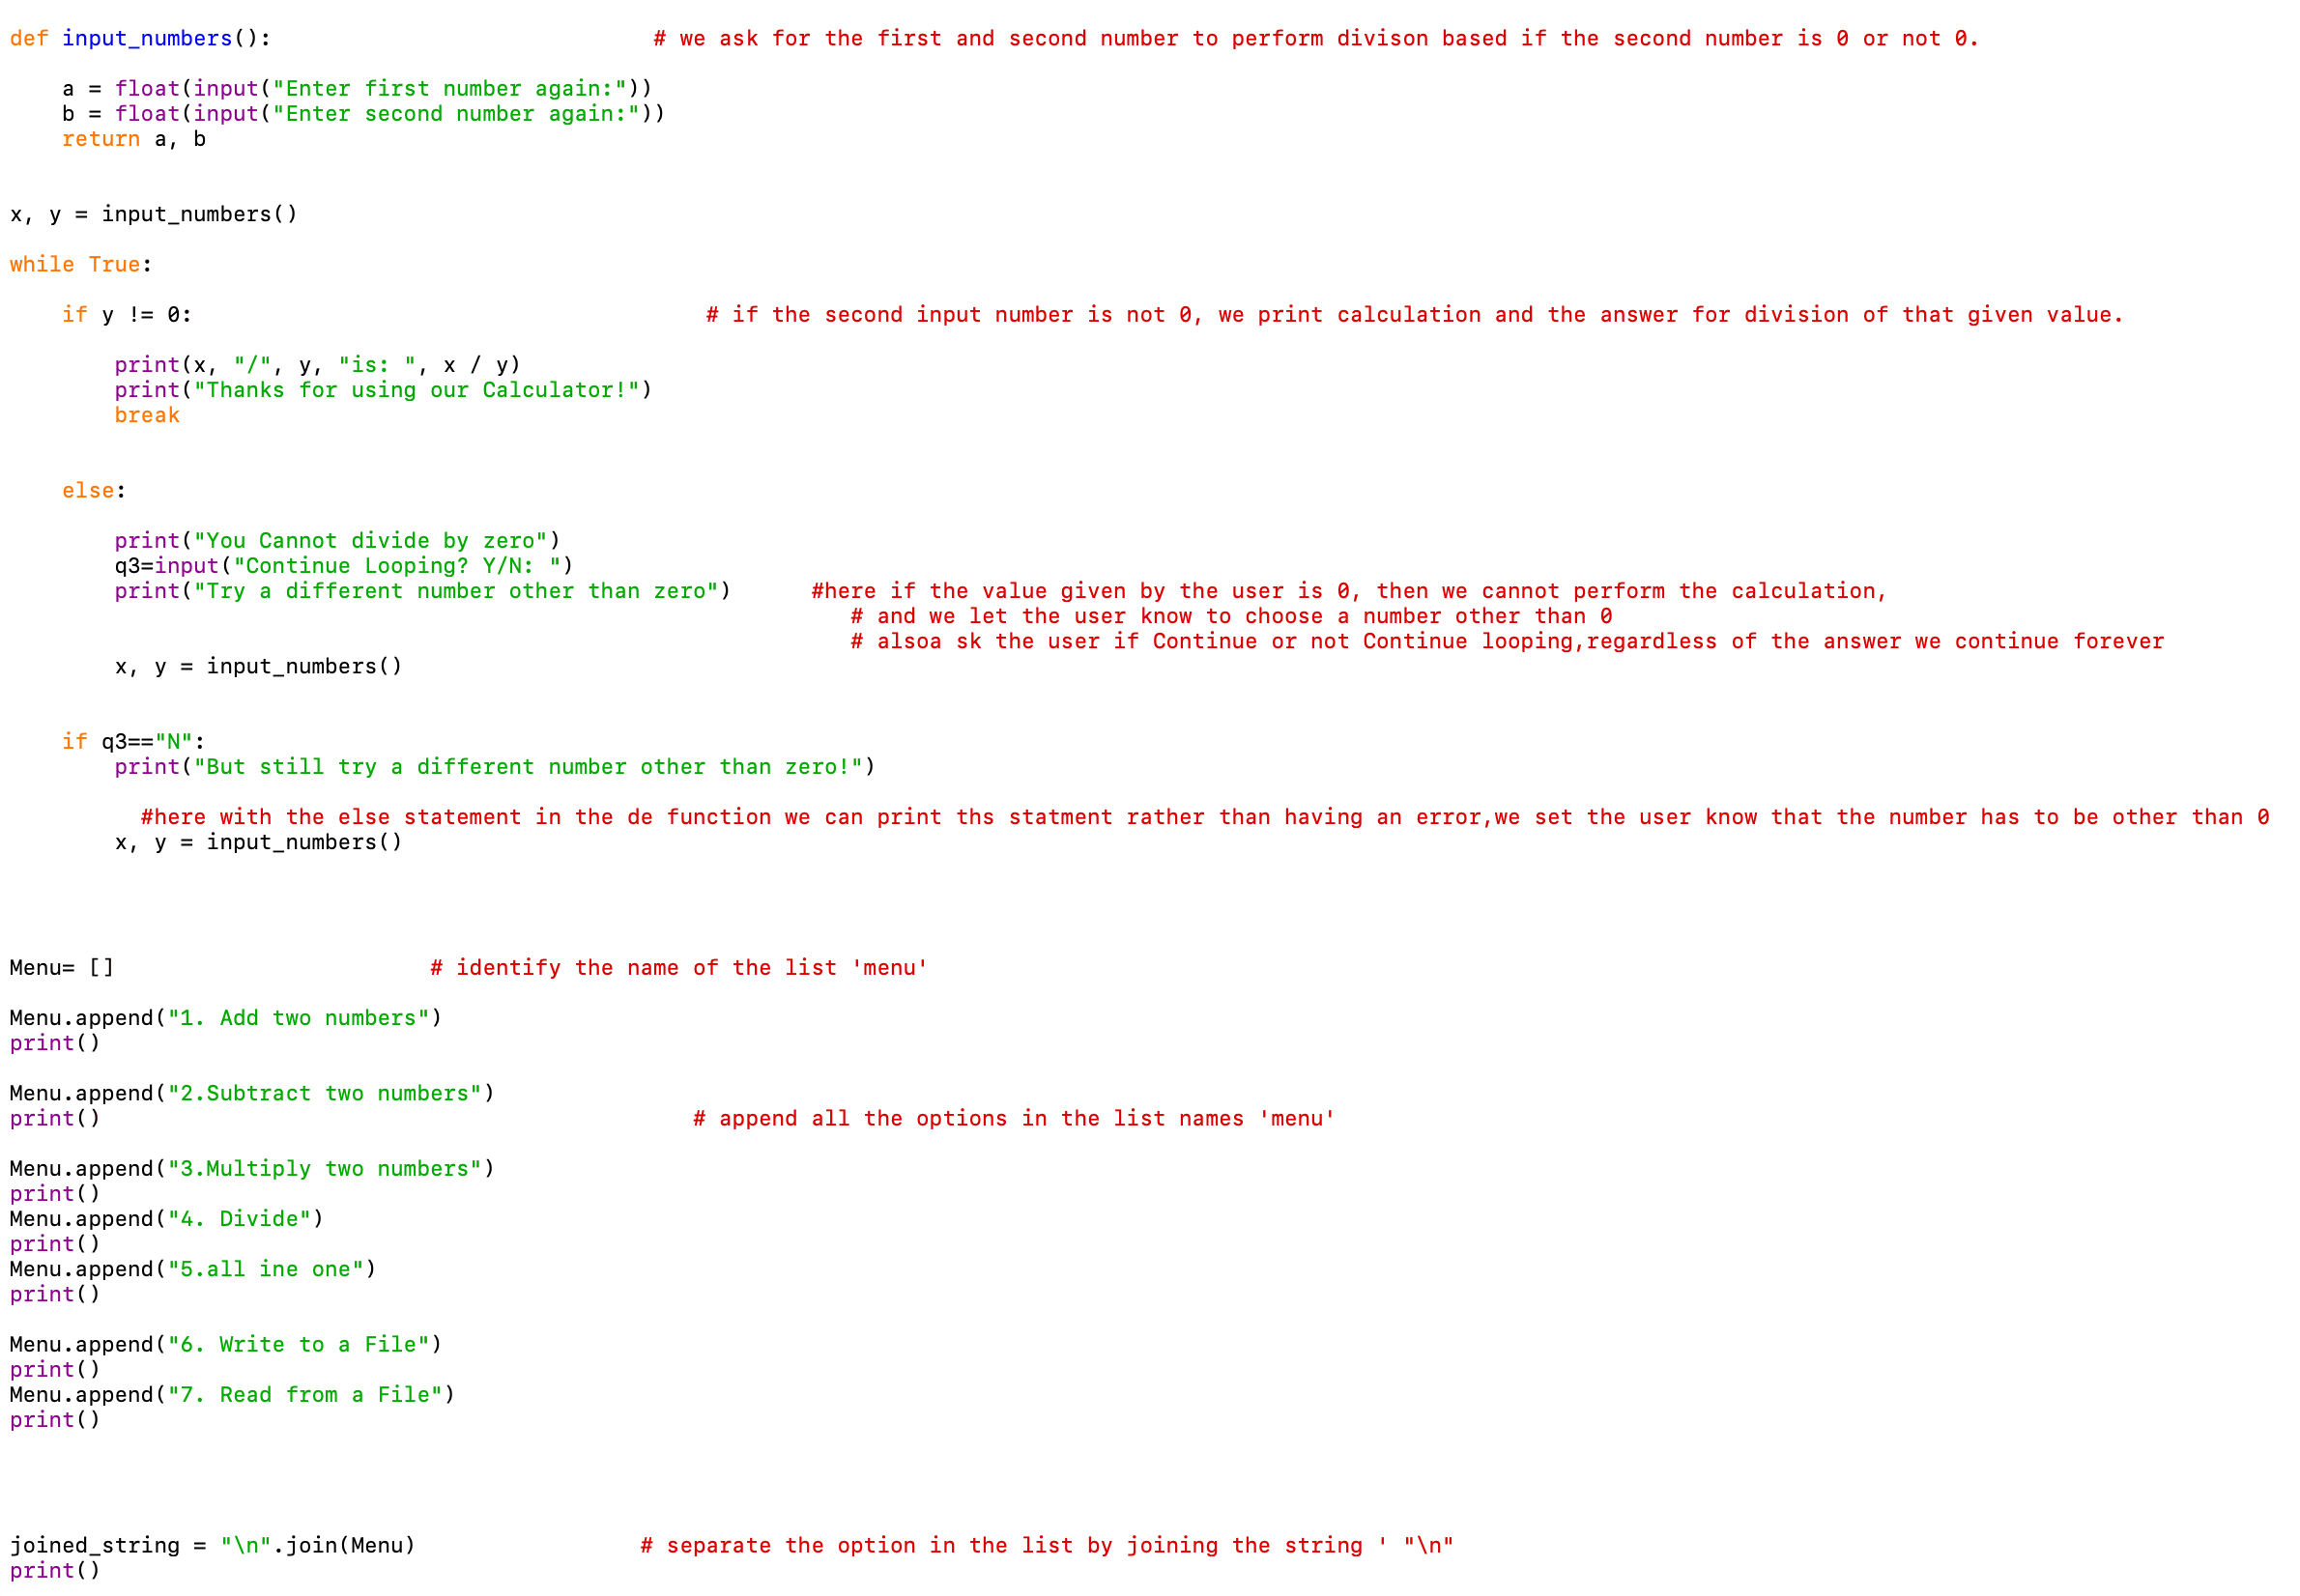 def input_numbers():                             # we ask for the first and second number to perform divison based if the second number is 0 or not 0.
    a = float(input("Enter first number again:"))
    b = float(input("Enter second number again:"))
    return a, b
x, y = input_numbers()
while True:
    if y != 0:                                       # if the second input number is not 0, we print calculation and the answer for division of that given value.
        print(x, "/", y, "is: ", x / y)
        print("Thanks for using our Calculator!")
        break
    else:
        print("You Cannot divide by zero")
        q3=input("Continue Looping? Y/N: ")
        print("Try a different number other than zero")      #here if the value given by the user is 0, then we cannot perform the calculation,
                                                                # and we let the user know to choose a number other than 0
                                                                # alsoa sk the user if Continue or not Continue looping,regardless of the answer we continue forever
        x, y = input_numbers()
    if q3=="N":
        print("But still try a different number other than zero!")
          #here with the else statement in the de function we can print ths statment rather than having an error,we set the user know that the number has to be other than 0
        x, y = input_numbers()
Menu= []                        # identify the name of the list 'menu'
Menu.append("1. Add two numbers")
print()
Menu.append("2.Subtract two numbers")
print()                                             # append all the options in the list names 'menu'
Menu.append("3.Multiply two numbers")
print()
Menu.append("4. Divide")
print()
Menu.append("5.all ine one")
print()
Menu.append("6. Write to a File")
print()
Menu.append("7. Read from a File")
print()
joined_string = "\n".join(Menu)                 # separate the option in the list by joining the string ' "\n"
print()